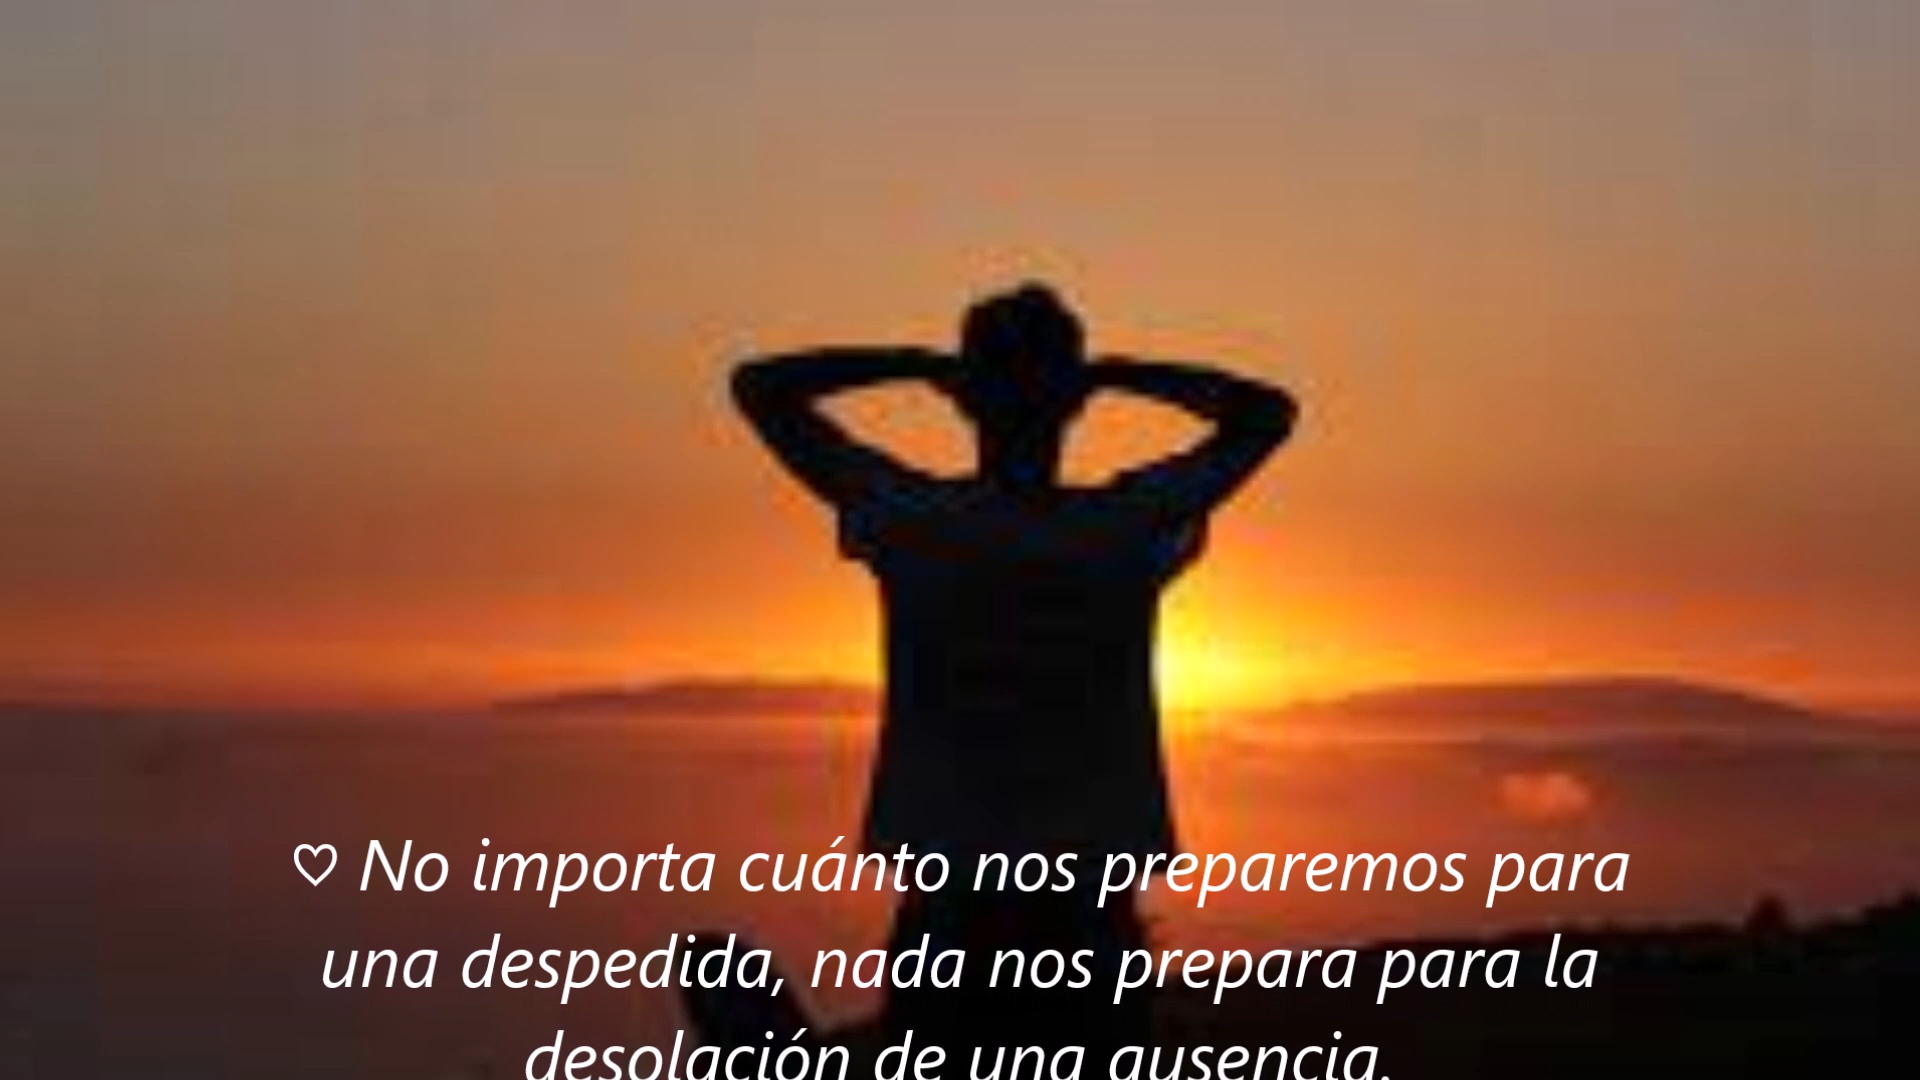 ♡ No importa cuánto nos preparemos para
una despedida, nada nos prepara para la
desolación de una ausencia.